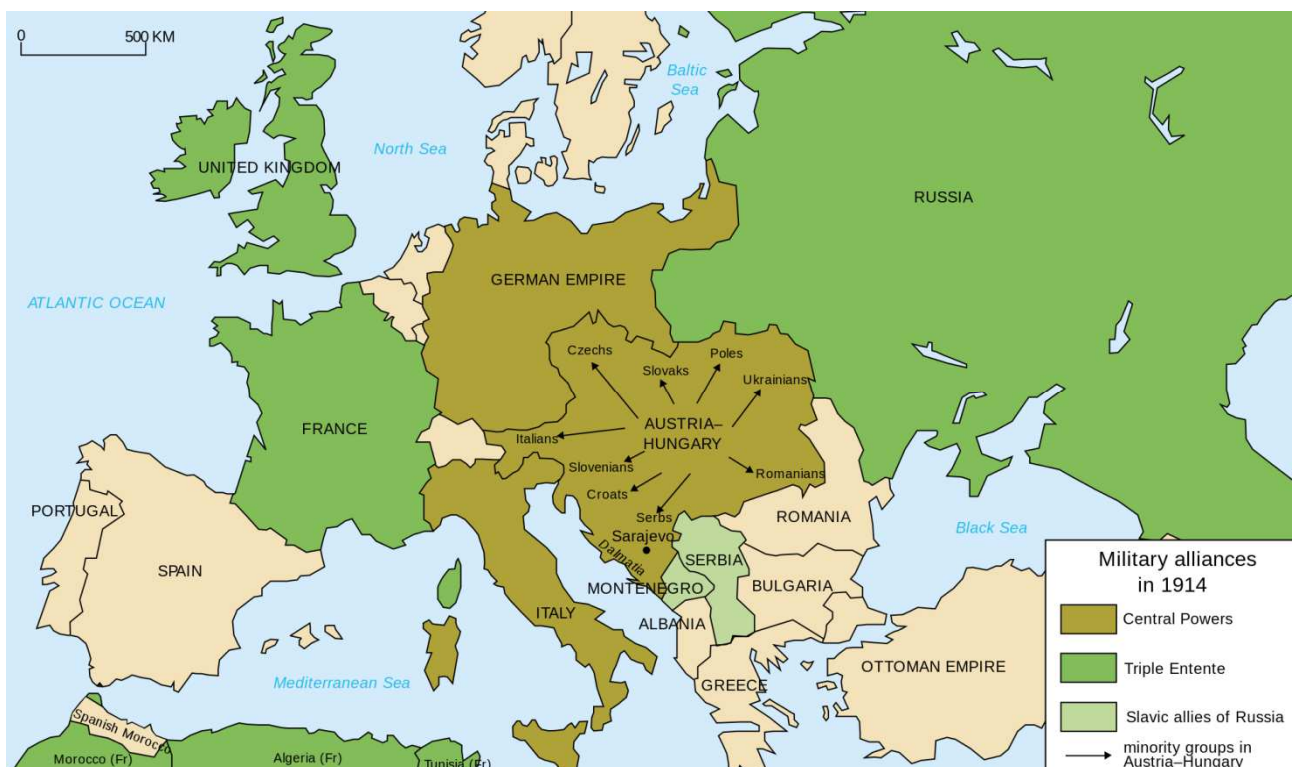 0 500 KM
Baltic
Sea
North Sea
UNITED KINGDOM
RUSSIA
GERMAN EMPIRE
ATLANTIC OCEAN
Czechs
Poles
Slovaks
Ukrainians
FRANCE
AUSTRIA–
HUNGARY
Italians
Slovenians
Romanians
Croats
PORTUGAL
Serbs
ROMANIA
Black Sea
Sarajevo
Dalmatia
SERBIA
SPAIN
MONTENEGRO
BULGARIA
ITALY
ALBANIA
OTTOMAN EMPIRE
Mediterranean Sea
GREECE
Spanish Morocco
Morocco (Fr)
Algeria (Fr)
Tunisia (Fr)
Military alliances
in 1914
Central Powers
Triple Entente
Slavic allies of Russia
minority groups in
Austria–Hungary